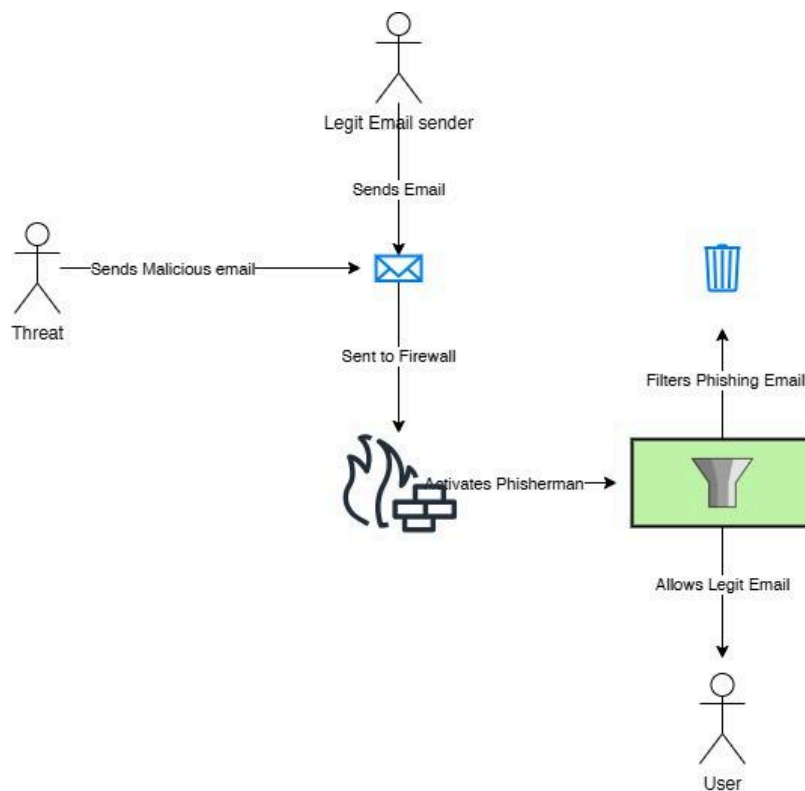 Legit Email sender
Sends Email
Sends Malicious email
Threat
Sent to Firewall
Filters Phishing Email
Activates Phisherman
Allows Legit Email
User